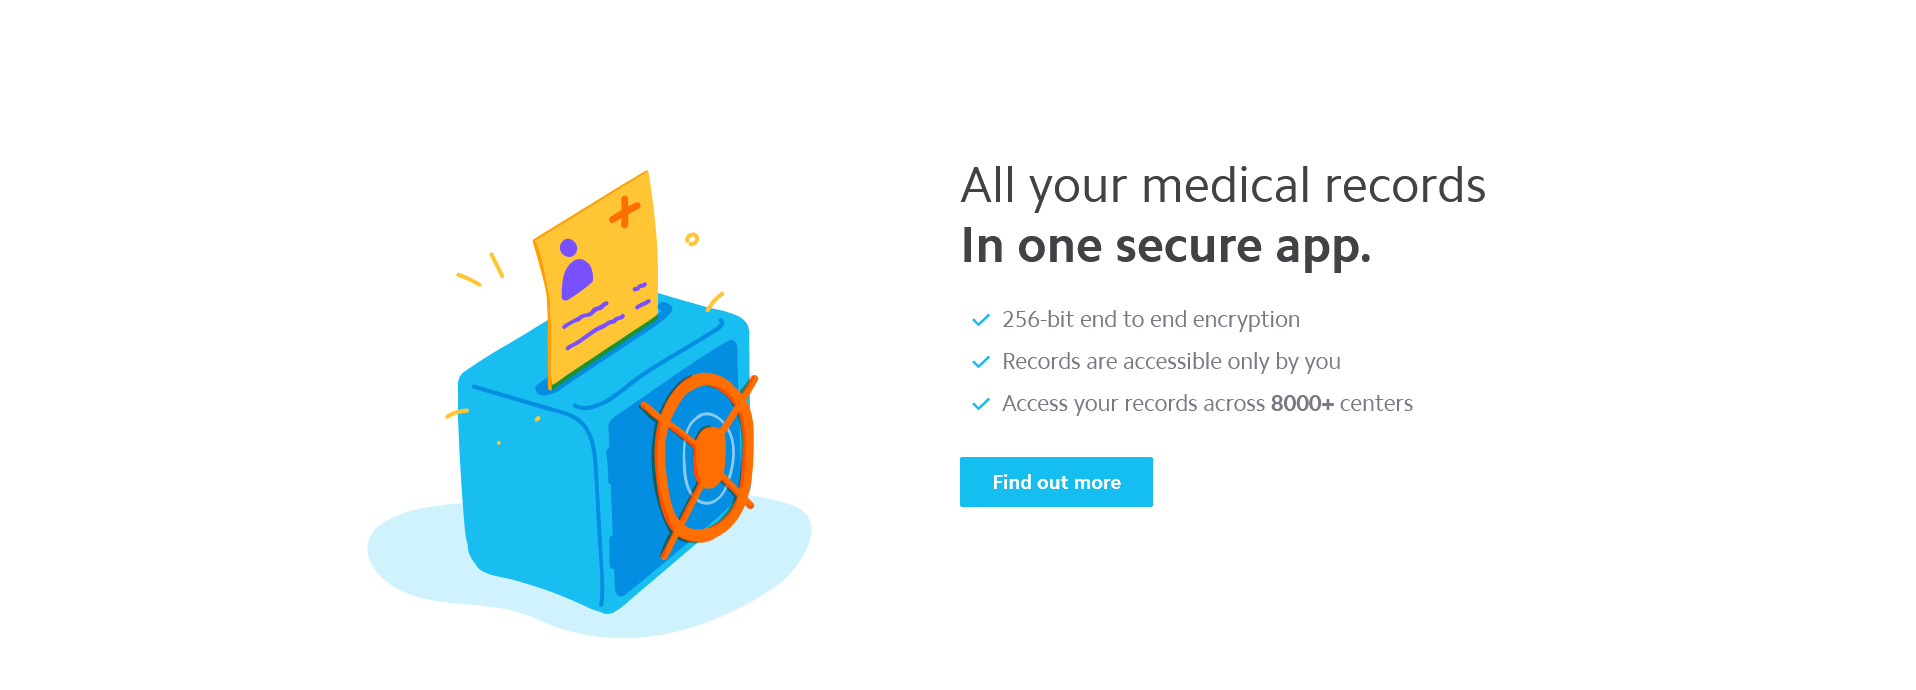 All your medical records
In one secure app.
256-bit end to end encryption
Records are accessible only by you
Access your records across 8000+ centers
Find out more